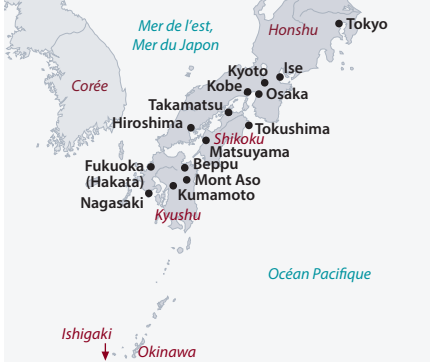 Mer de l'est,
Mer du Japon
Honshu
Tokyo
Corée
Kyoto
Ise
Kobe
Osaka
Takamatsu
Hiroshima
Tokushima
Shikoku
Matsuyama
Fukuoka
(Hakata)
Beppu
Mont Aso
Nagasaki
Kumamoto
Kyushu
Océan Pacifique
Ishigaki
Okinawa